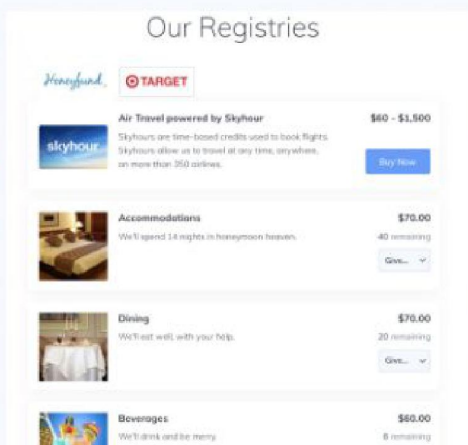 Our Registries
Honeyfund.
TARGET
Air Travel powered by Skyhour
$60 - $1,500
Skyhours are time-based credits used to book flights.
Skyhours allow us to travel at any time, anywhere,
on more than 350 airlines.
skyhour
Buy Now
Accommodations
$70.00
We'll spend 14 nights in honeymoon heaven.
40 remaining
Give...
Dining
$70.00
We'll eat well, with your help.
20 remaining
Give...
Beverages
$60.00
We'll drink and be merry.
8 remaining